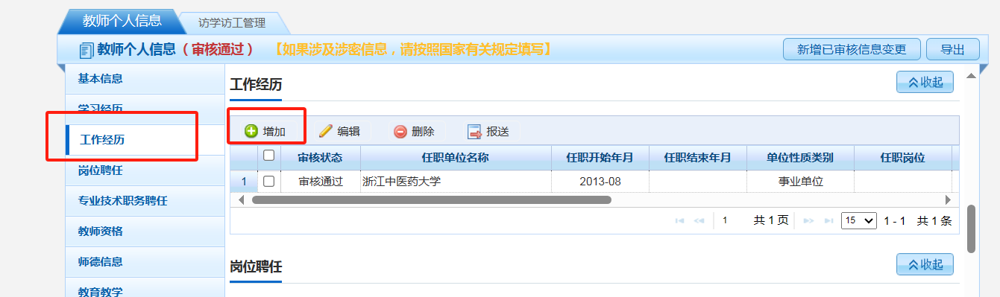 教师个人信息 访学访工管理
教师个人信息（审核通过） 【如果涉及涉密信息，请按照国家有关规定填写】 新增已审核信息变更 导出
基本信息
学习经历
工作经历
岗位聘任
专业技术职务聘任
教师资格
师德信息
教育教学
工作经历 收起
增加 编辑 删除 报送
审核状态 任职单位名称 任职开始年月 任职结束年月 单位性质类别 任职岗位
1 审核通过 浙江中医药大学 2013-08 事业单位
1 共 1 页 15 1 - 1 共 1 条
岗位聘任 收起